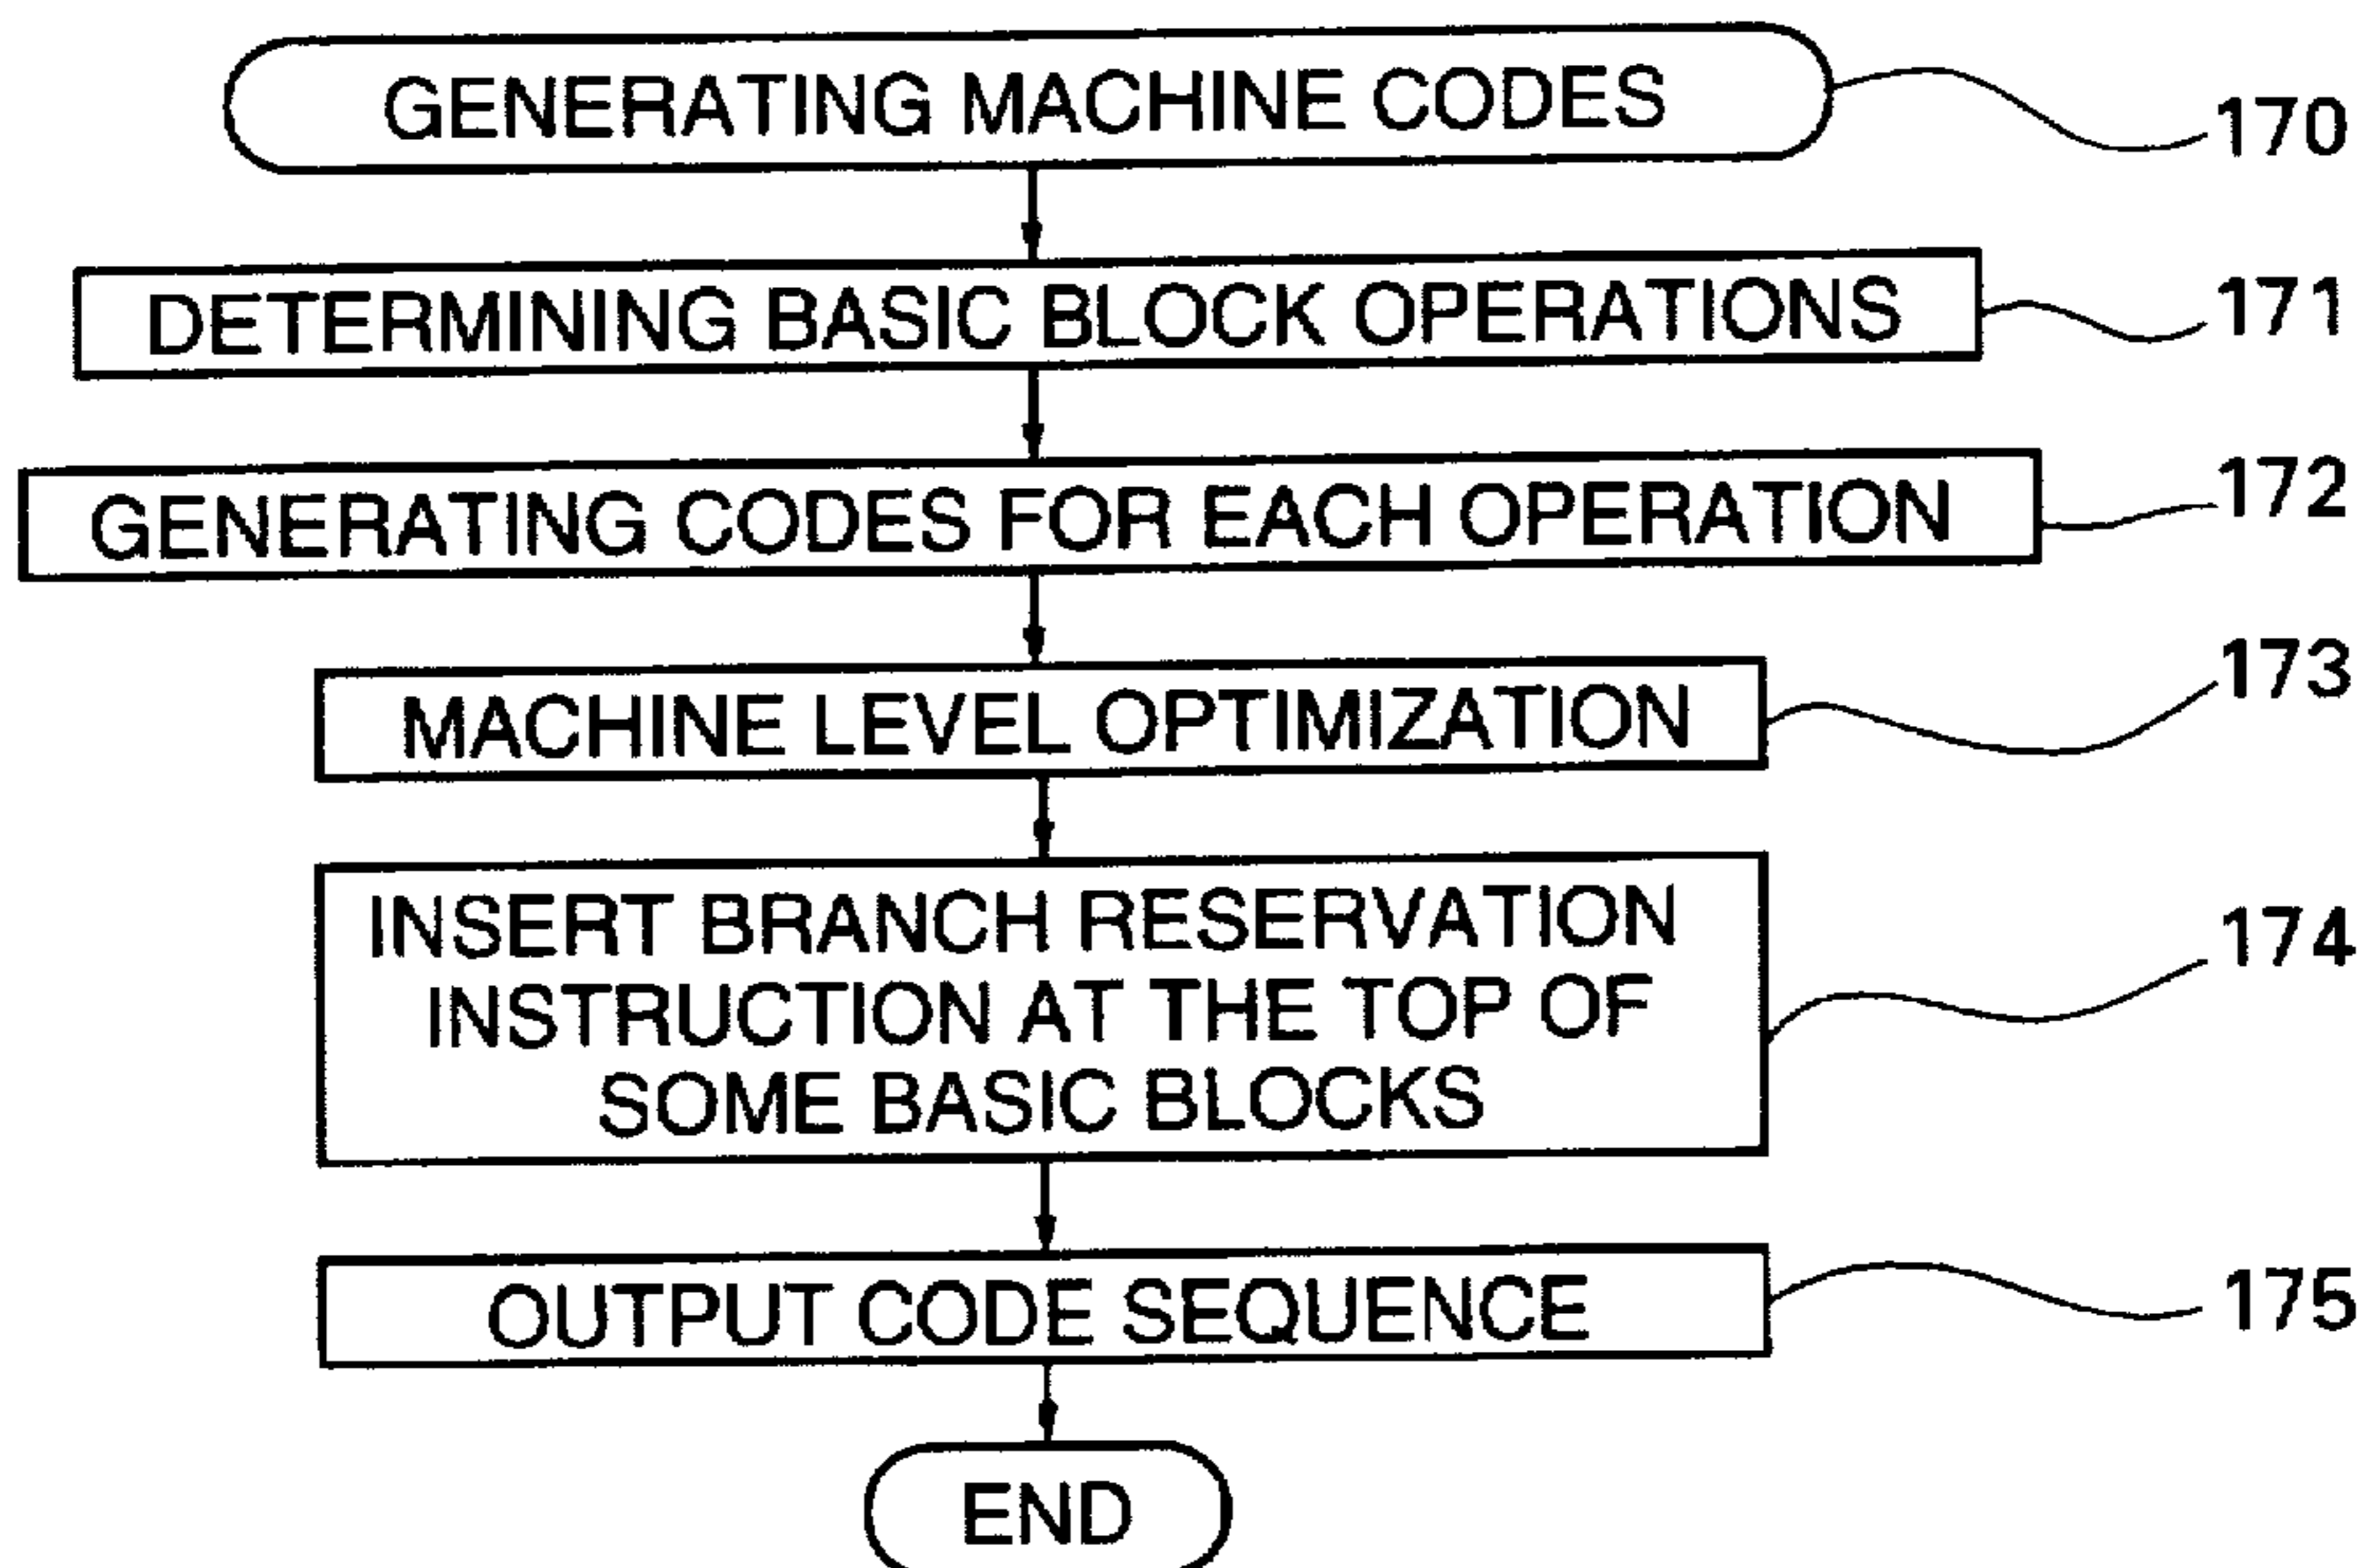 GENERATING MACHINE CODES
170
DETERMINING BASIC BLOCK OPERATIONS
171
GENERATING CODES FOR EACH OPERATION
172
MACHINE LEVEL OPTIMIZATION
173
INSERT BRANCH RESERVATION
INSTRUCTION AT THE TOP OF
SOME BASIC BLOCKS
174
OUTPUT CODE SEQUENCE
175
END